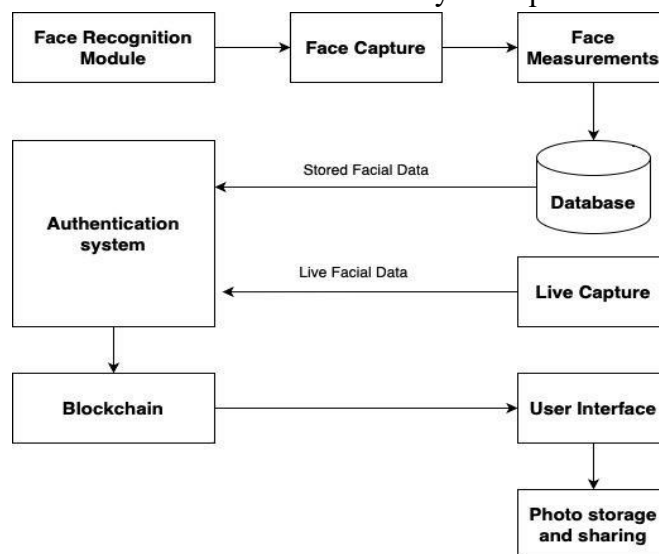 Face Recognition
Module
Face Capture
Face
Measurements
Stored Facial Data
Database
Authentication
system
Live Facial Data
Live Capture
Blockchain
User Interface
Photo storage
and sharing